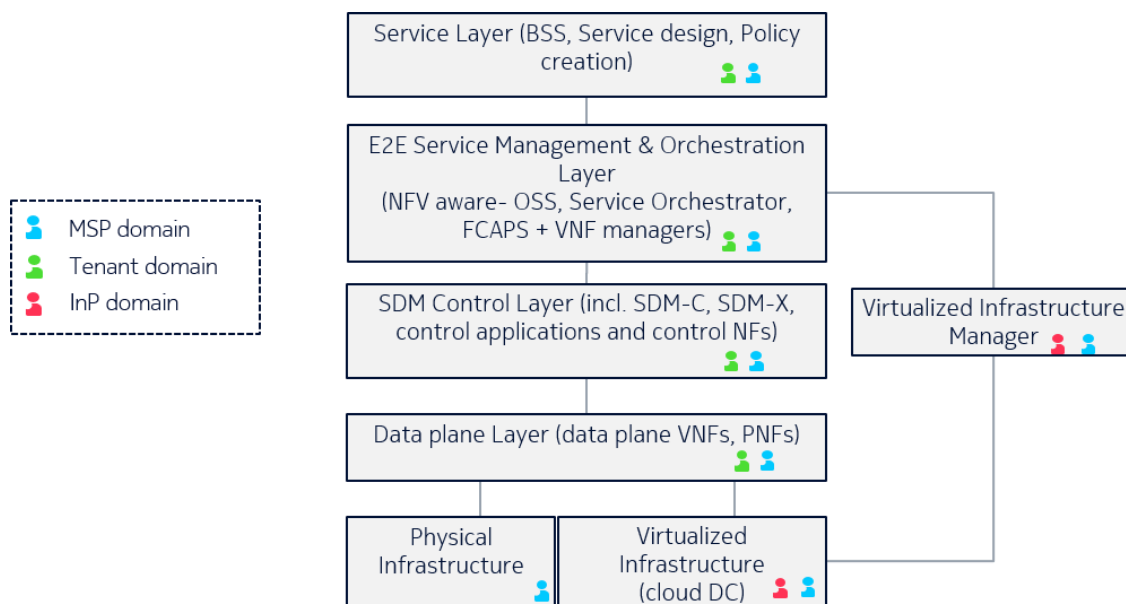 Service Layer (BSS, Service design, Policy
creation)
E2E Service Management & Orchestration
Layer
(NFV aware- OSS, Service Orchestrator,
FCAPS + VNF managers)
MSP domain
Tenant domain
InP domain
SDM Control Layer (incl. SDM-C, SDM-X,
control applications and control NFs)
Virtualized Infrastructure
Manager
Data plane Layer (data plane VNFs, PNFs)
Physical
Infrastructure
Virtualized
Infrastructure
(cloud DC)